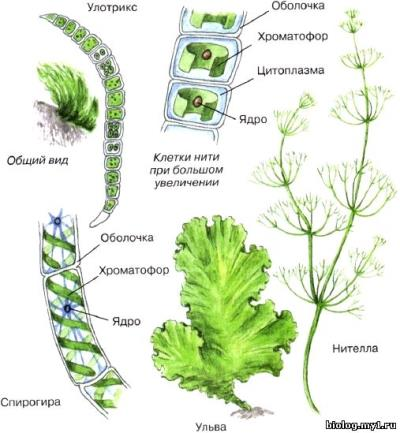 Улотрикс
Оболочка
Хроматофор
Цитоплазма
Ядро
Общий вид
Клетки нити
при большом
увеличении
Оболочка
Хроматофор
Ядро
Спирогира
Ульва
Нителла
biolog.my1.ru